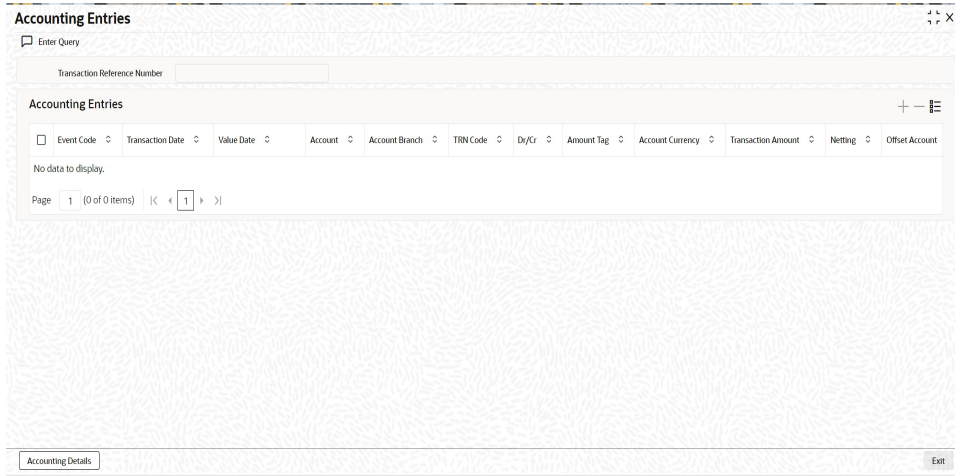 Accounting Entries
Enter Query
Transaction Reference Number
Accounting Entries
Event Code Transaction Date Value Date Account Account Branch TRN Code Dr/Cr Amount Tag Account Currency Transaction Amount Netting Offset Account
No data to display.
Page 1 (0 of 0 items) 1
Accounting Details Exit